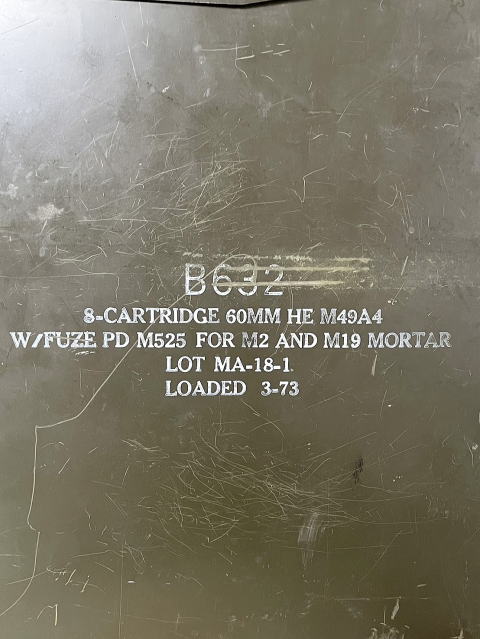 B632
8-CARTRIDGE 60MM HE M49A4
W/FUZE PD M525 FOR M2 AND M19 MORTAR
LOT MA-18-1
LOADED 3-73